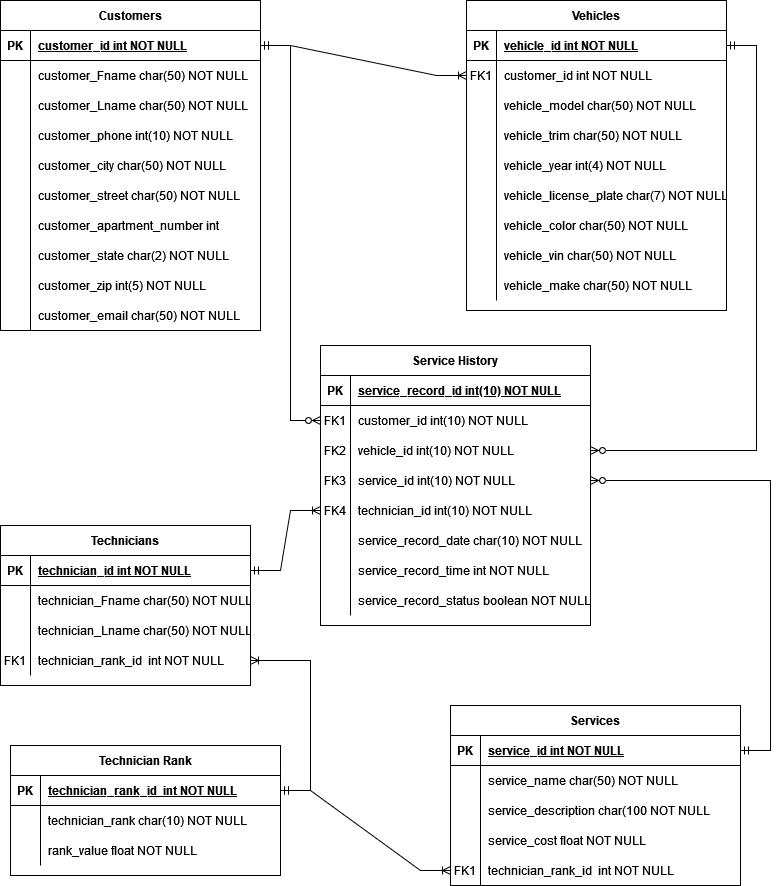 Customers
PK customer_id int NOT NULL
customer_Fname char(50) NOT NULL
customer_Lname char(50) NOT NULL
customer_phone int(10) NOT NULL
customer_city char(50) NOT NULL
customer_street char(50) NOT NULL
customer_apartment_number int
customer_state char(2) NOT NULL
customer_zip int(5) NOT NULL
customer_email char(50) NOT NULL
Vehicles
PK vehicle_id int NOT NULL
FK1 customer_id int NOT NULL
vehicle_model char(50) NOT NULL
vehicle_trim char(50) NOT NULL
vehicle_year int(4) NOT NULL
vehicle_license_plate char(7) NOT NULL
vehicle_color char(50) NOT NULL
vehicle_vin char(50) NOT NULL
vehicle_make char(50) NOT NULL
Service History
PK service_record_id int(10) NOT NULL
FK1 customer_id int(10) NOT NULL
FK2 vehicle_id int(10) NOT NULL
FK3 service_id int(10) NOT NULL
FK4 technician_id int(10) NOT NULL
service_record_date char(10) NOT NULL
service_record_time int NOT NULL
service_record_status boolean NOT NULL
Technicians
PK technician_id int NOT NULL
technician_Fname char(50) NOT NULL
technician_Lname char(50) NOT NULL
FK1 technician_rank_id int NOT NULL
Technician Rank
PK technician_rank_id int NOT NULL
technician_rank char(10) NOT NULL
rank_value float NOT NULL
Services
PK service_id int NOT NULL
service_name char(50) NOT NULL
service_description char(100 NOT NULL
service_cost float NOT NULL
FK1 technician_rank_id int NOT NULL